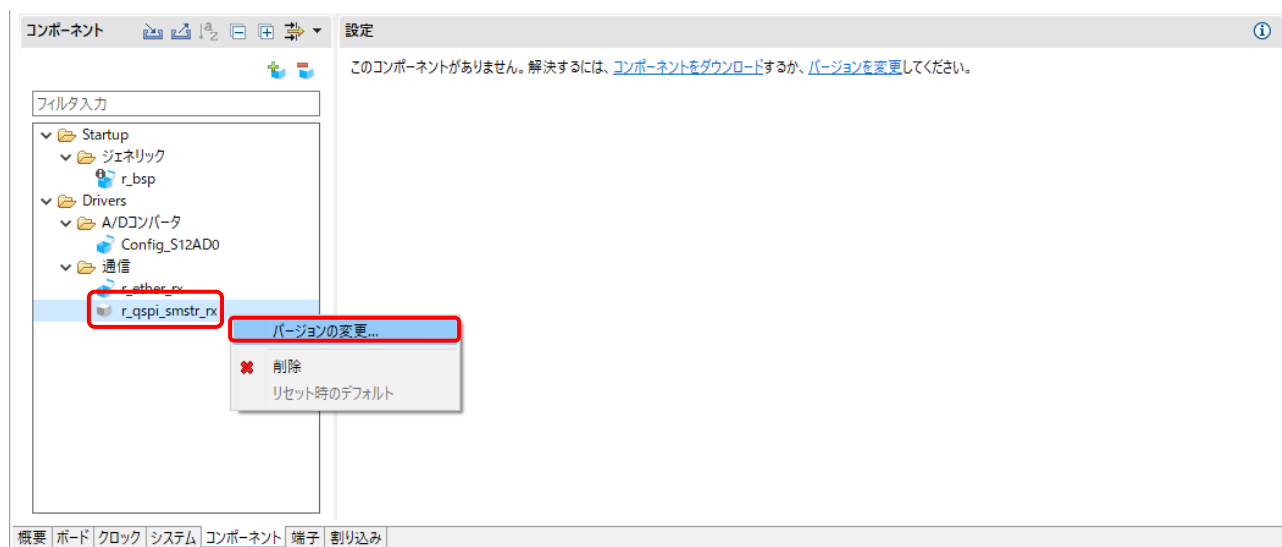 コンポーネント
設定
このコンポーネントがありません。解決するには、コンポーネントをダウンロードするか、バージョンを変更してください。
フィルタ入力
Startup
ジェネリック
r_bsp
Drivers
A/Dコンバータ
Config_S12AD0
通信
r_ether_rx
r_qspi_smstr_rx
バージョンの変更...
削除
リセット時のデフォルト
概要 ボード クロック システム コンポーネント 端子 割り込み